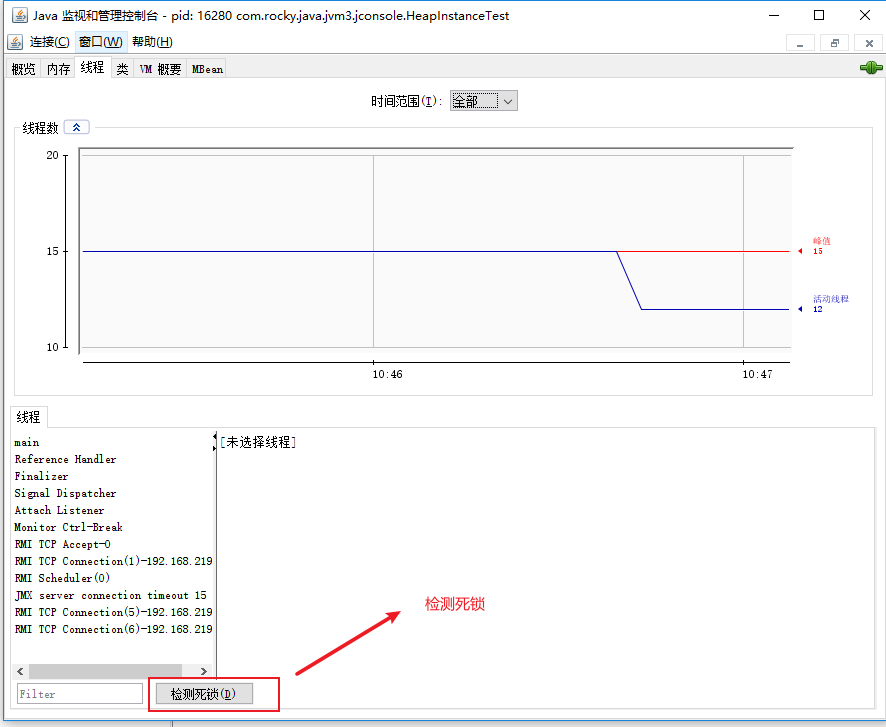 Java 监视和管理控制台 - pid: 16280 com.rocky.java.jvm3.jconsole.HeapInstanceTest
连接(C) 窗口(W) 帮助(H)
概览 内存 线程 类 VM 概要 MBean
时间范围(T): 全部
线程数
20
15
10
峰值
15
活动线程
12
10:46 10:47
线程
main
Reference Handler
Finalizer
Signal Dispatcher
Attach Listener
Monitor Ctrl-Break
RMI TCP Accept-0
RMI TCP Connection(1)-192.168.219
RMI Scheduler(0)
JMX server connection timeout 15
RMI TCP Connection(5)-192.168.219
RMI TCP Connection(6)-192.168.219
[未选择线程]
检测死锁
Filter 检测死锁(D)